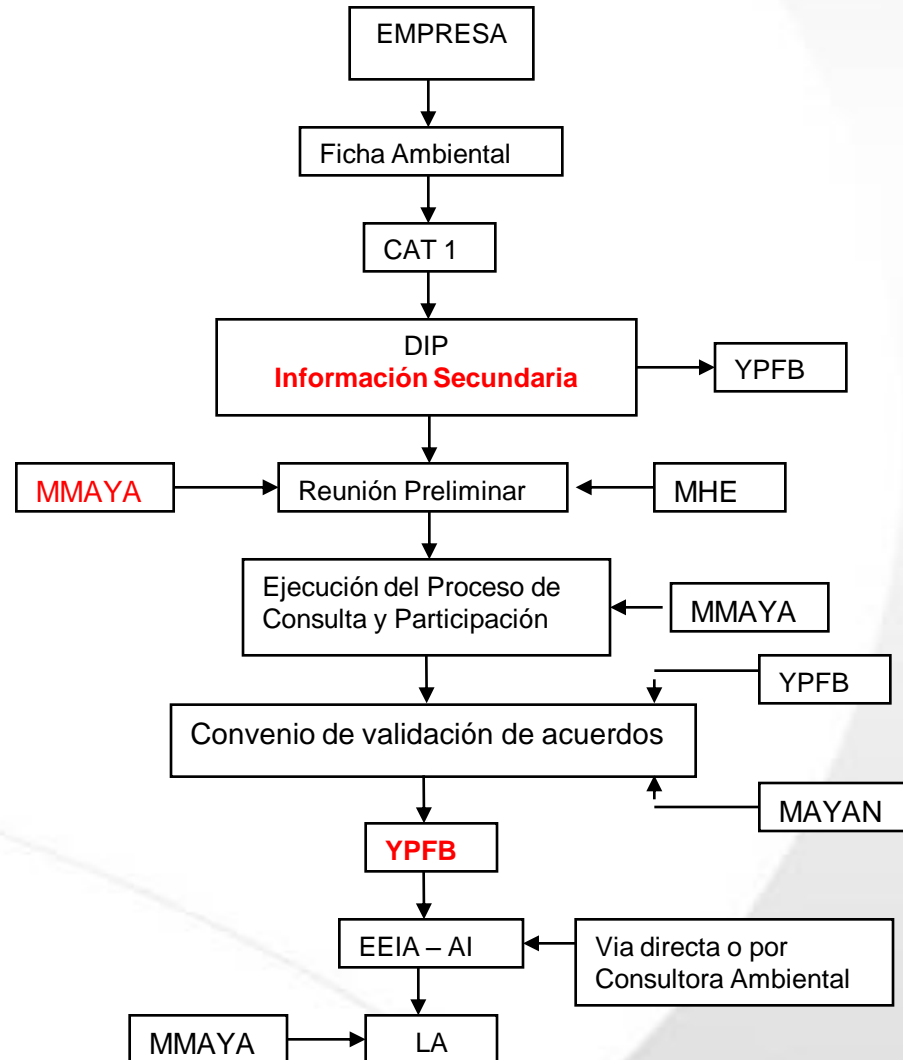 EMPRESA
Ficha Ambiental
CAT 1
DIP
Información Secundaria
YPFB
MMAYA
Reunión Preliminar
MHE
Ejecución del Proceso de
Consulta y Participación
MMAYA
YPFB
Convenio de validación de acuerdos
MAYAN
YPFB
EEIA – AI
Via directa o por
Consultora Ambiental
MMAYA
LA